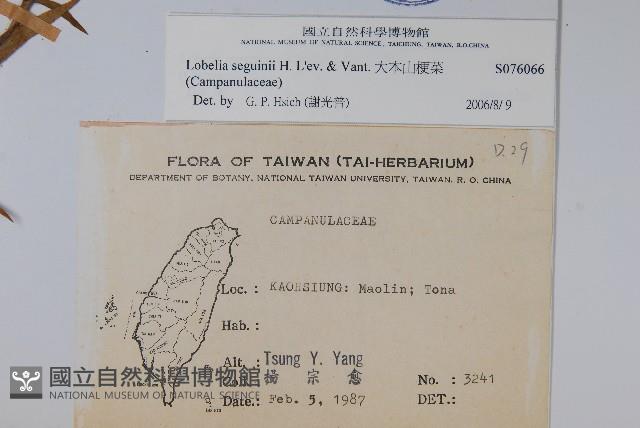 國立自然科學博物館
NATIONAL MUSEUM OF NATURAL SCIENCE, TAICHUNG, TAIWAN, R.O.CHINA
Lobelia seguinii H. L'ev. & Vant. 大本山梗菜 S076066
(Campanulaceae)
Det. by G. P. Hsich (謝光普) 2006/8/ 9
D.29
FLORA OF TAIWAN (TAI-HERBARIUM)
DEPARTMENT OF BOTANY, NATIONAL TAIWAN UNIVERSITY, TAIWAN, R. O. CHINA
CAMPANULACEAE
Loc. : KAOHSIUNG: Maolin; Tona
Hab. :
Alt. : Tsung Y. Yang
楊宗愈 No. : 3241
Date.: Feb. 5, 1987 DET.:
國立自然科學博物館
NATIONAL MUSEUM OF NATURAL SCIENCE